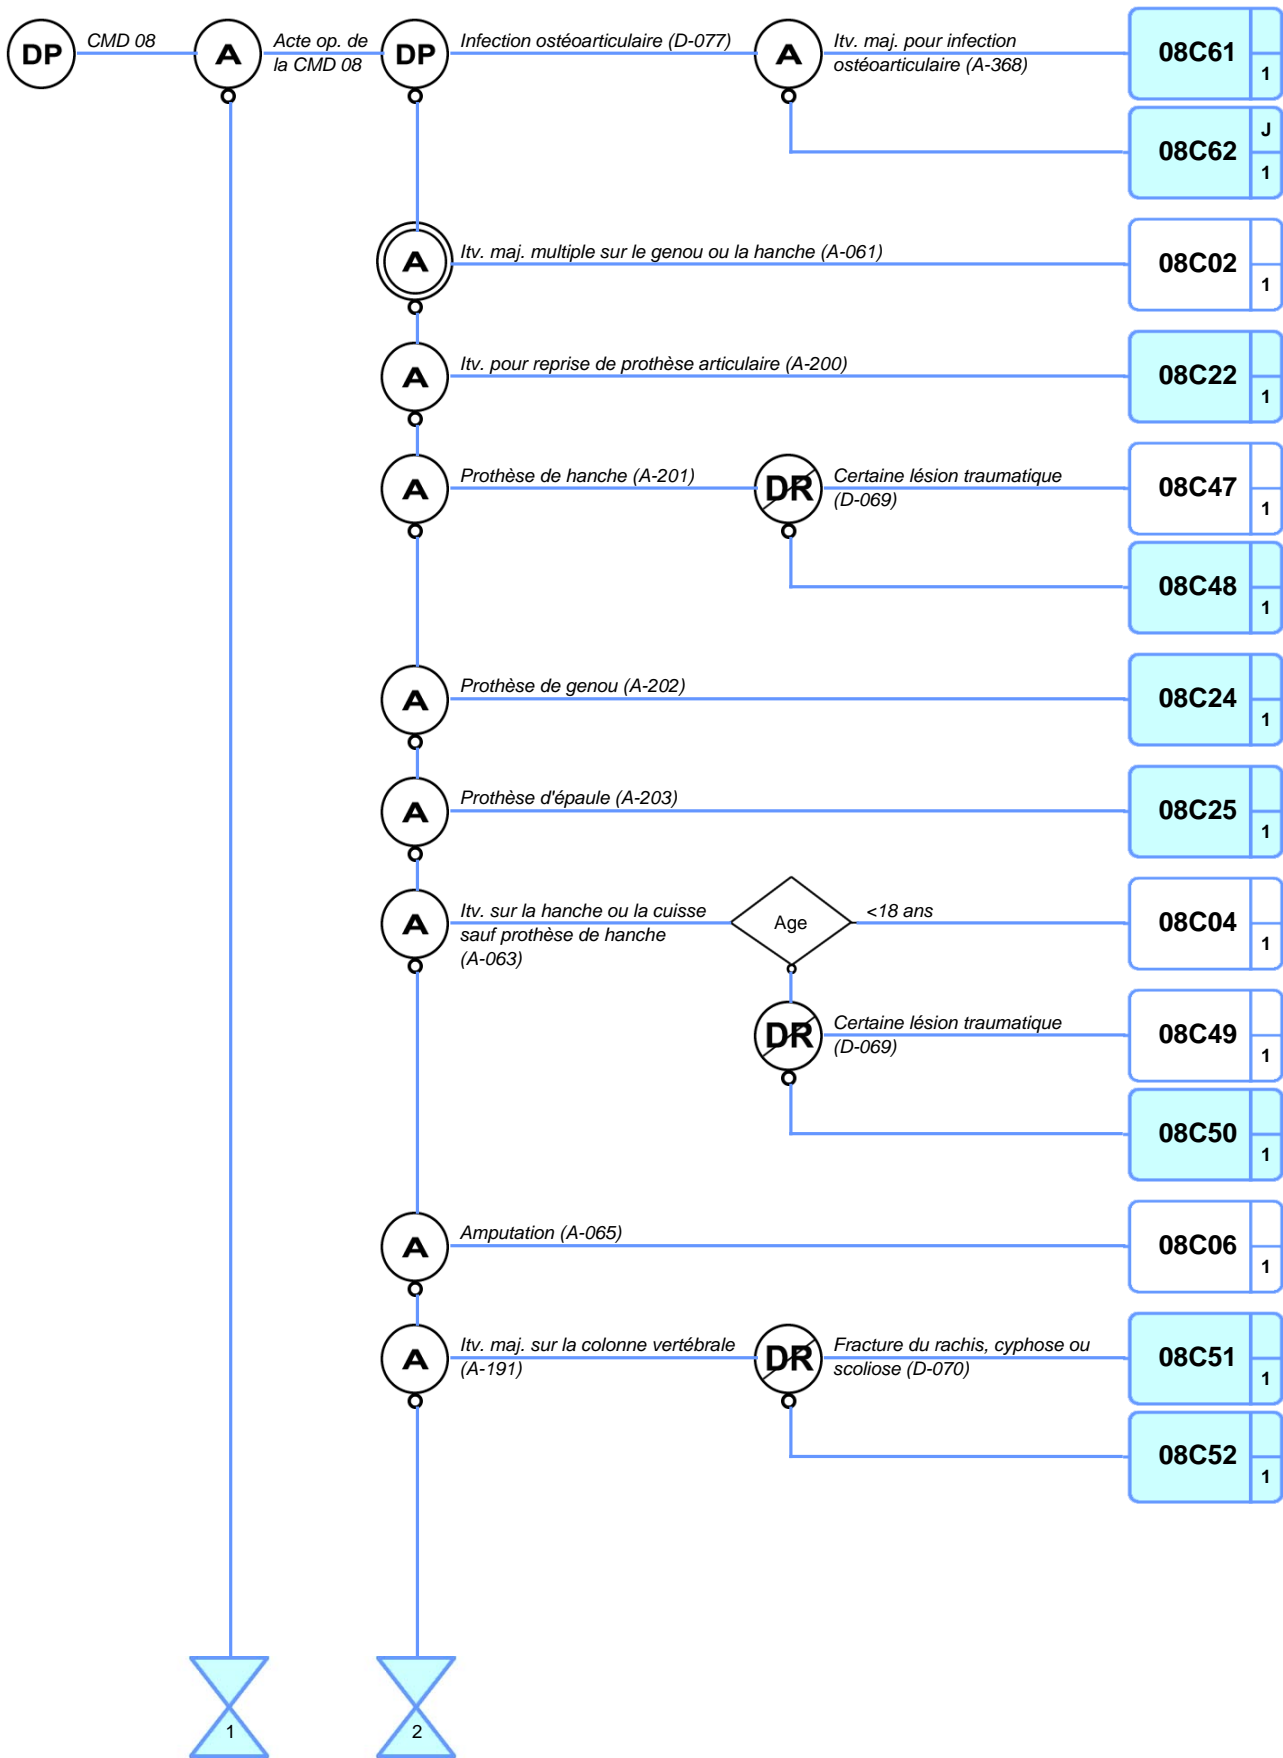 DP
CMD 08
A
Acte op. de
la CMD 08
DP
Infection ostéoarticulaire (D-077)
A
Itv. maj. pour infection
ostéoarticulaire (A-368)
08C61
1
08C62
J
1
A
Itv. maj. multiple sur le genou ou la hanche (A-061)
08C02
1
A
Itv. pour reprise de prothèse articulaire (A-200)
08C22
1
A
Prothèse de hanche (A-201)
DR
Certaine lésion traumatique
(D-069)
08C47
1
08C48
1
A
Prothèse de genou (A-202)
08C24
1
A
Prothèse d'épaule (A-203)
08C25
1
A
Itv. sur la hanche ou la cuisse
sauf prothèse de hanche
(A-063)
Age
<18 ans
08C04
1
DR
Certaine lésion traumatique
(D-069)
08C49
1
08C50
1
A
Amputation (A-065)
08C06
1
A
Itv. maj. sur la colonne vertébrale
(A-191)
DR
Fracture du rachis, cyphose ou
scoliose (D-070)
08C51
1
08C52
1
1
2